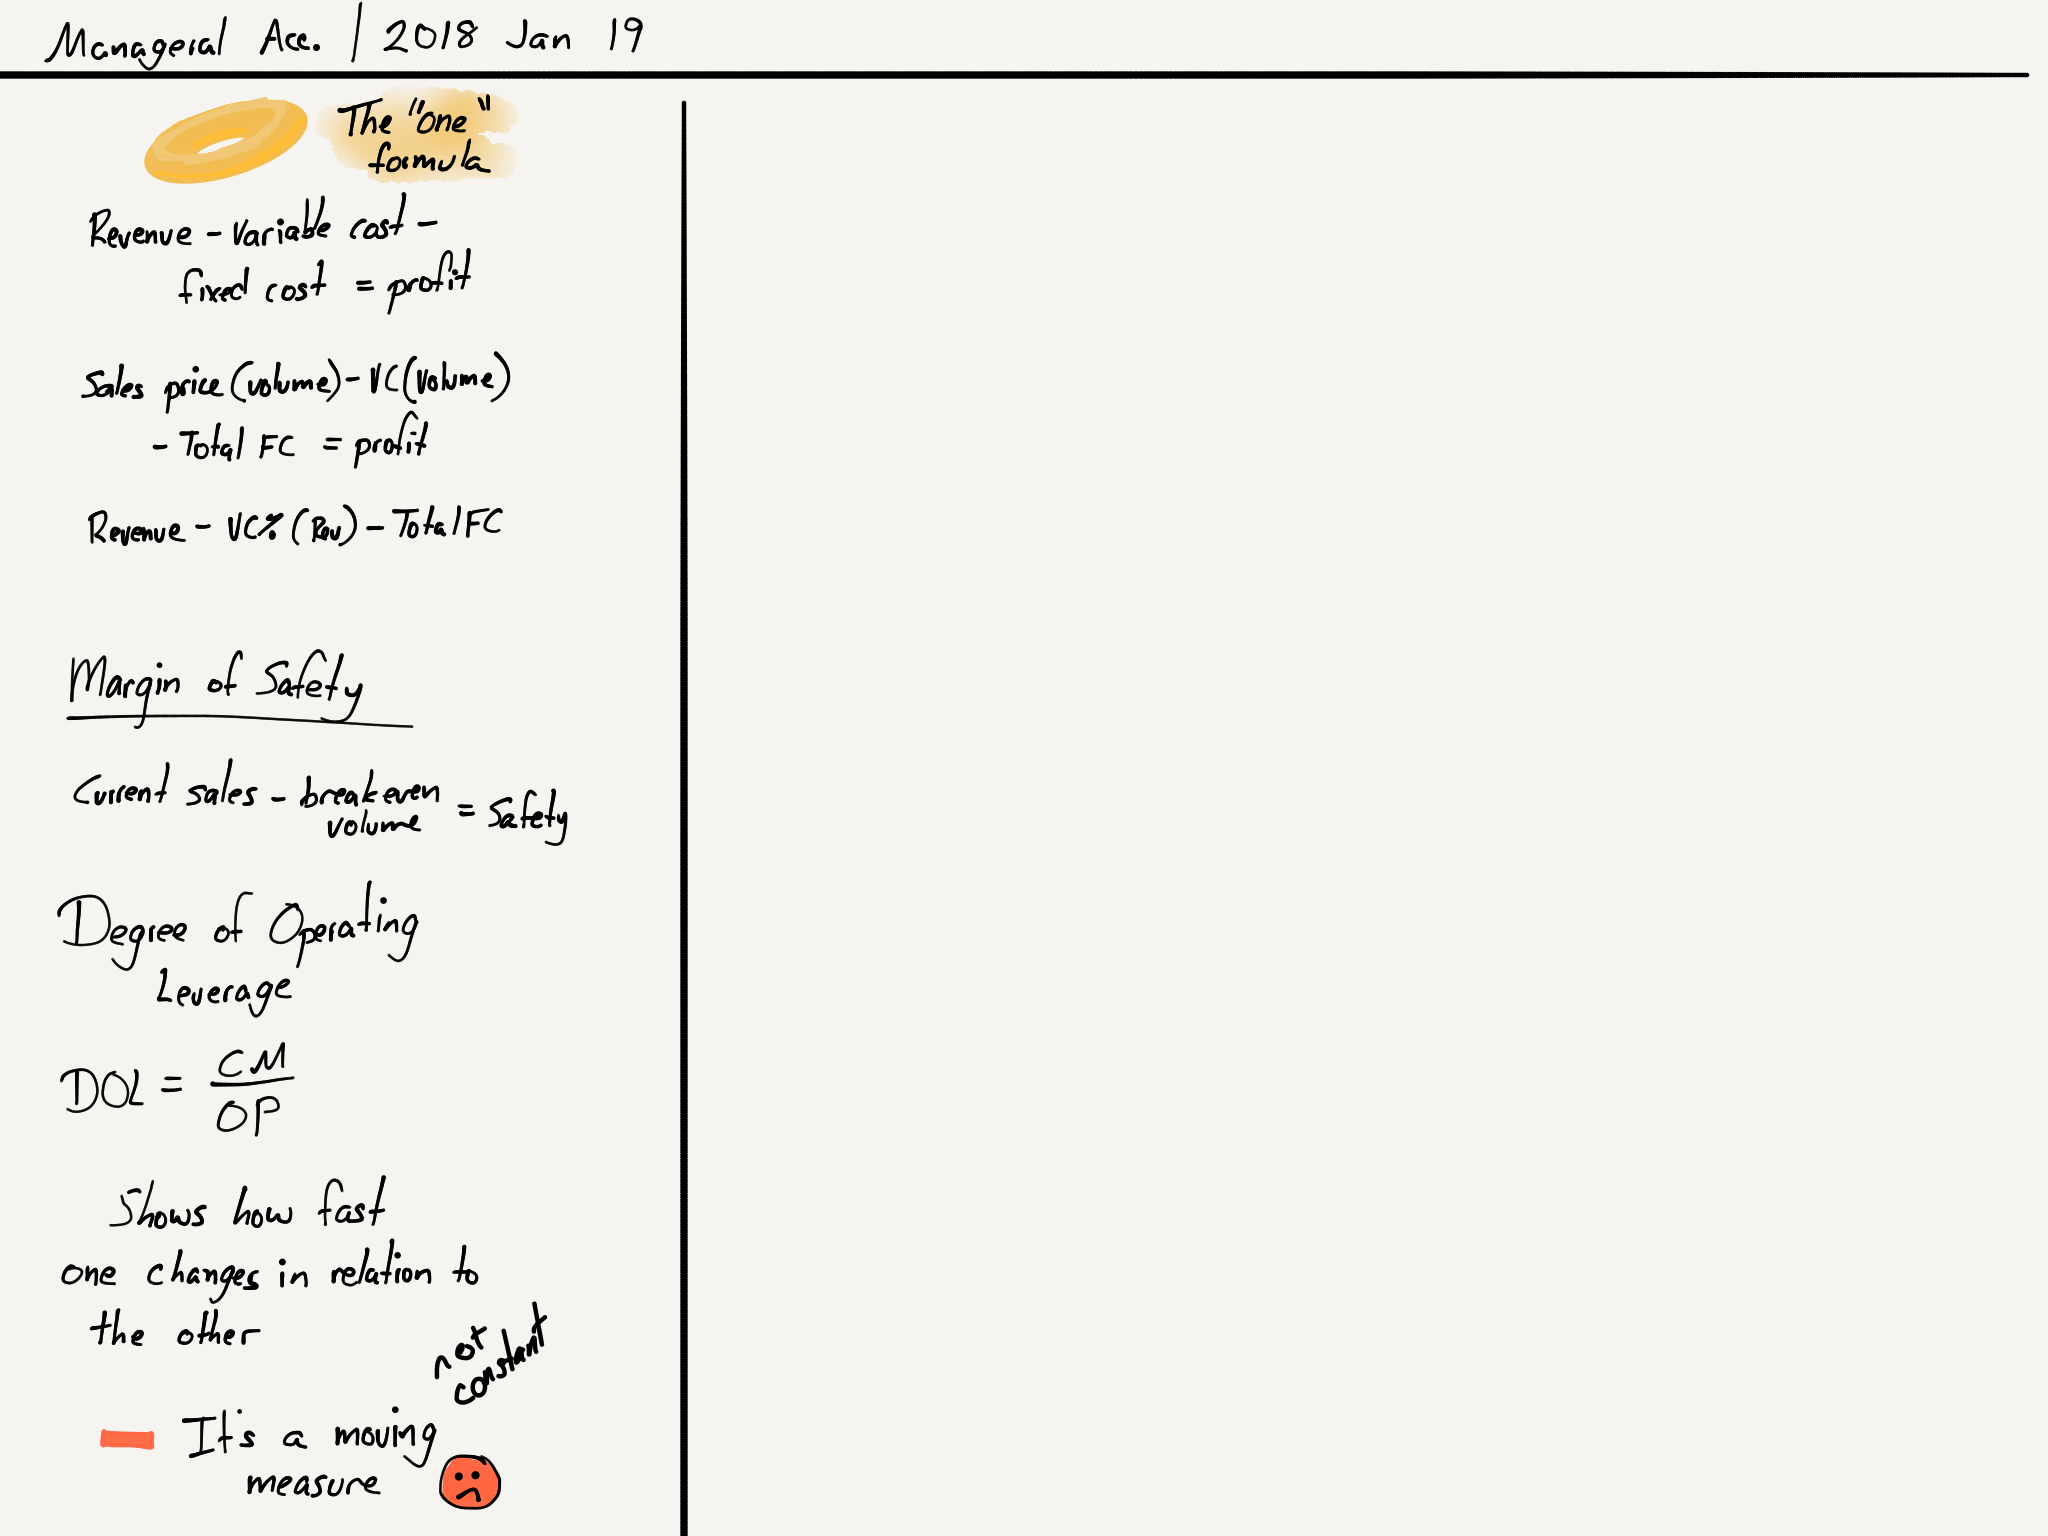 Managerial Acc. | 2018 Jan 19
The "one"
formula
Revenue - Variable cost -
fixed cost = profit
Sales price (volume) - VC (Volume)
- Total FC = profit
Revenue - VC% (Rev) - Total FC
Margin of Safety
Current sales - breakeven
volume = Safety
Degree of Operating
Leverage
DOL = CM
OP
Shows how fast
one changes in relation to
the other
not
constant
It's a moving
measure